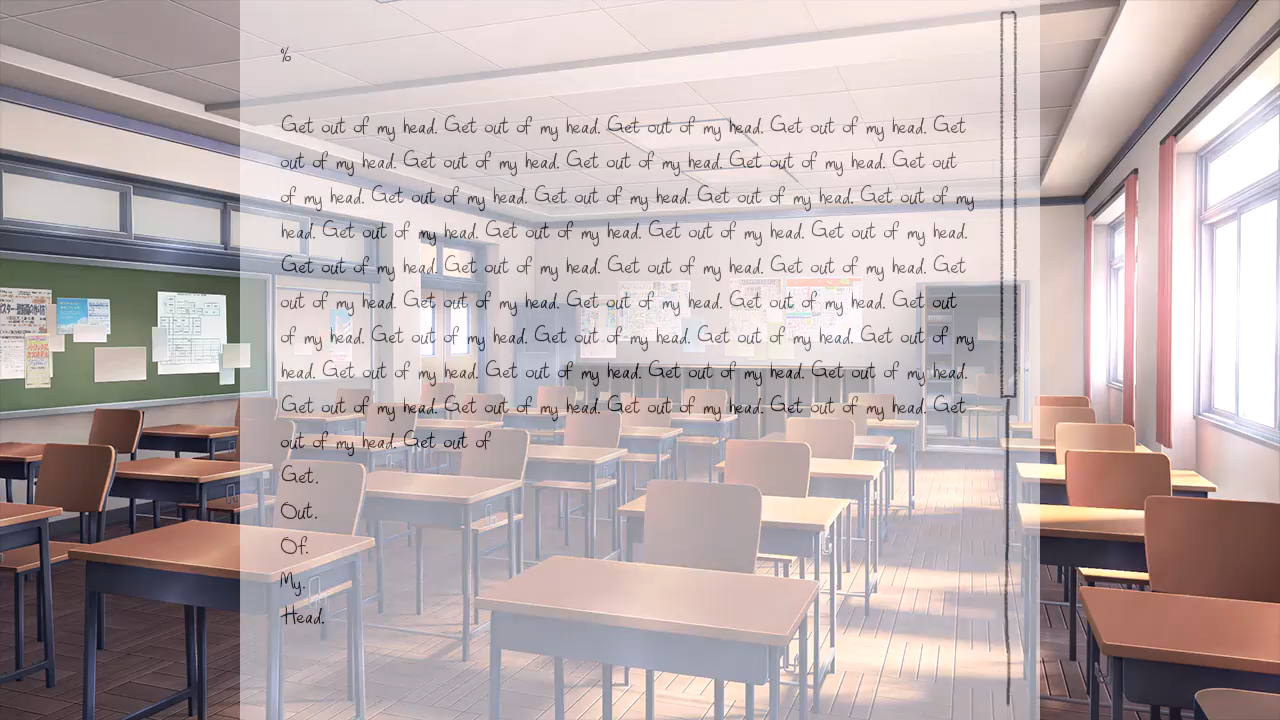 %
Get out of my head. Get out of my head. Get out of my head. Get out of my head. Get
out of my head. Get out of my head. Get out of my head. Get out of my head. Get out
of my head. Get out of my head. Get out of my head. Get out of my head. Get out of my
head. Get out of my head. Get out of my head. Get out of my head. Get out of my head.
Get out of my head. Get out of my head. Get out of my head. Get out of my head. Get
out of my head. Get out of my head. Get out of my head. Get out of my head. Get out
of my head. Get out of my head. Get out of my head. Get out of my head. Get out of my
head. Get out of my head. Get out of my head. Get out of my head. Get out of my head.
Get out of my head. Get out of my head. Get out of my head. Get out of my head. Get
out of my head. Get out of
Get.
Out.
Of.
My.
Head.